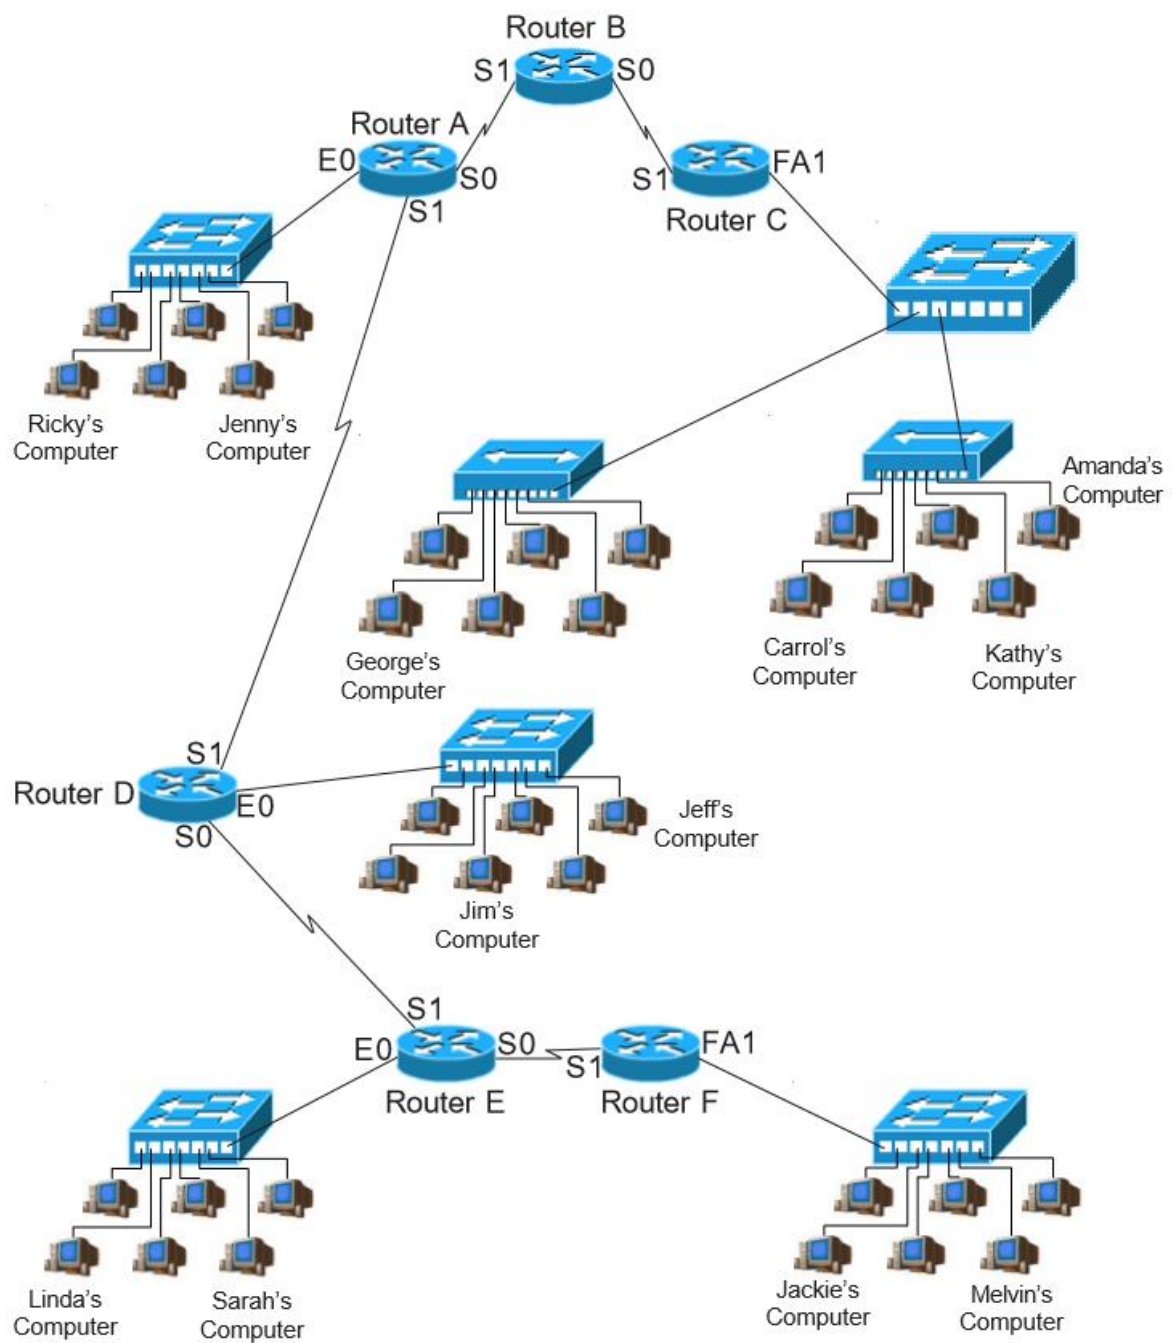 Router B
S1
S0
Router A
E0
S0
S1
FA1
S1
Router C
Ricky's
Computer
Jenny's
Computer
Amanda's
Computer
George's
Computer
Carrol's
Computer
Kathy's
Computer
S1
Router D
E0
S0
Jeff's
Computer
Jim's
Computer
S1
E0
S0
Router E
S1
FA1
Router F
Linda's
Computer
Sarah's
Computer
Jackie's
Computer
Melvin's
Computer